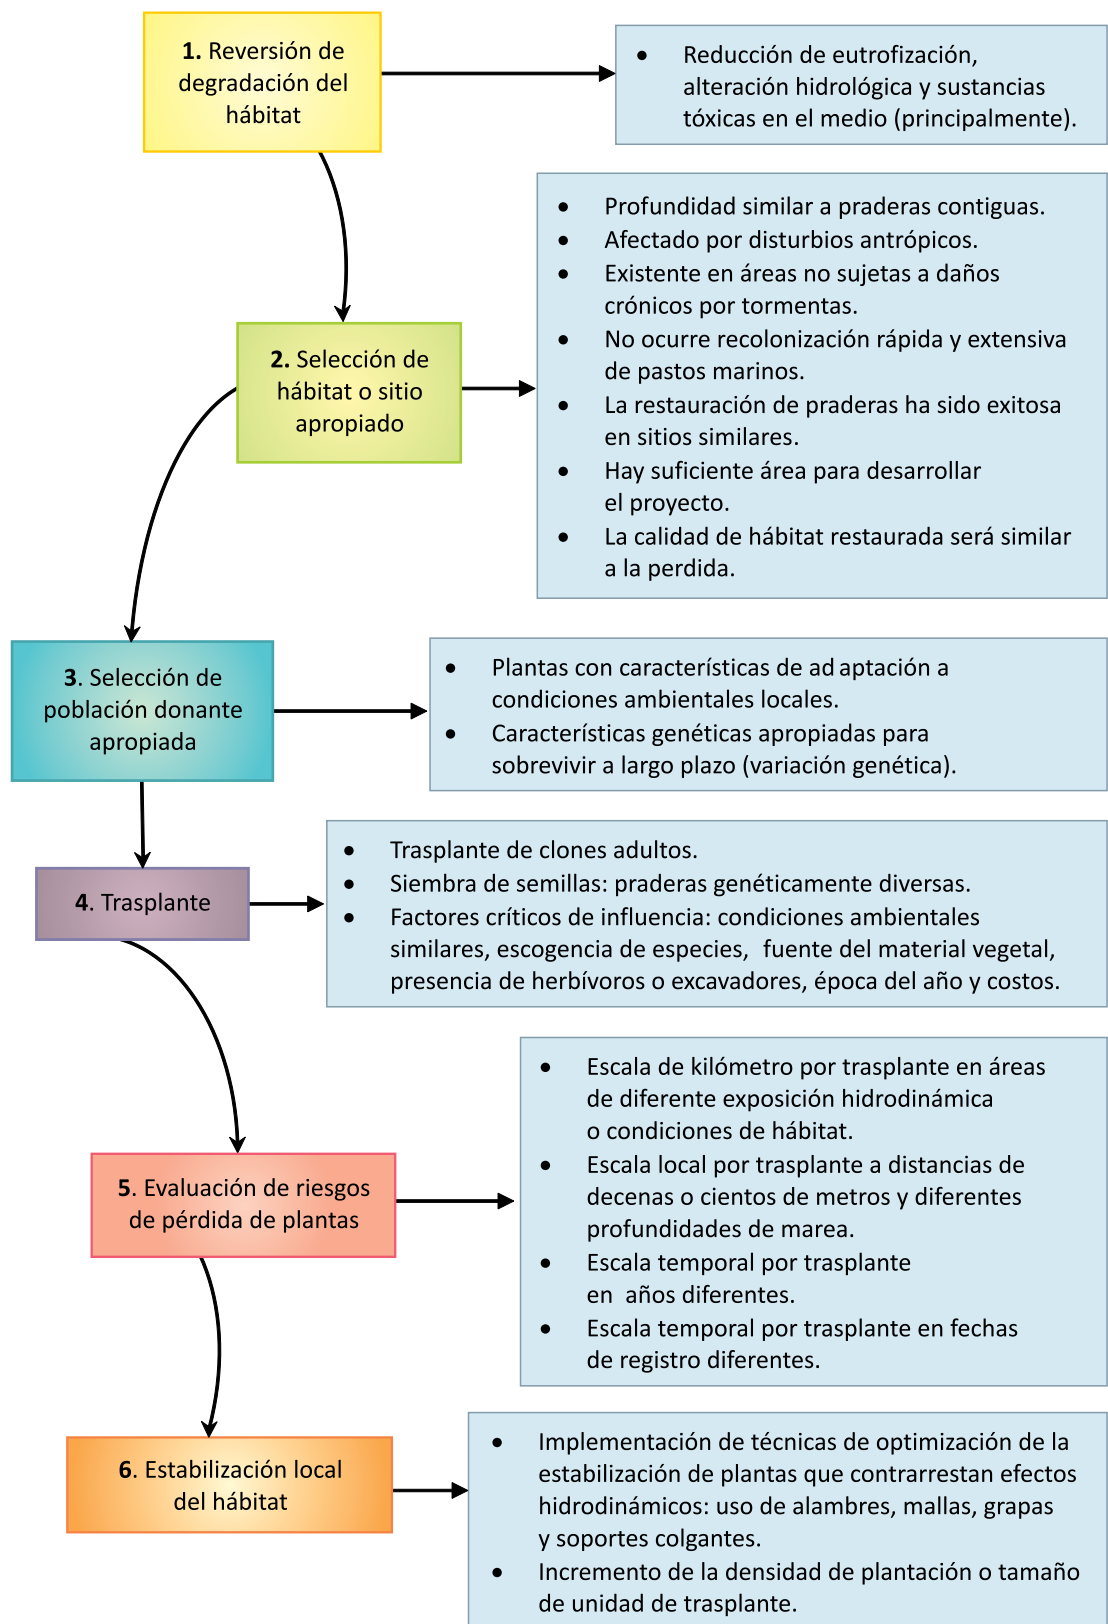 1. Reversión de
degradación del
hábitat
• Reducción de eutrofización,
alteración hidrológica y sustancias
tóxicas en el medio (principalmente).
2. Selección de
hábitat o sitio
apropiado
• Profundidad similar a praderas contiguas.
• Afectado por disturbios antrópicos.
• Existente en áreas no sujetas a daños
crónicos por tormentas.
• No ocurre recolonización rápida y extensiva
de pastos marinos.
• La restauración de praderas ha sido exitosa
en sitios similares.
• Hay suficiente área para desarrollar
el proyecto.
• La calidad de hábitat restaurada será similar
a la perdida.
3. Selección de
población donante
apropiada
• Plantas con características de ad aptación a
condiciones ambientales locales.
• Características genéticas apropiadas para
sobrevivir a largo plazo (variación genética).
4. Trasplante
• Trasplante de clones adultos.
• Siembra de semillas: praderas genéticamente diversas.
• Factores críticos de influencia: condiciones ambientales
similares, escogencia de especies, fuente del material vegetal,
presencia de herbívoros o excavadores, época del año y costos.
5. Evaluación de riesgos
de pérdida de plantas
• Escala de kilómetro por trasplante en áreas
de diferente exposición hidrodinámica
o condiciones de hábitat.
• Escala local por trasplante a distancias de
decenas o cientos de metros y diferentes
profundidades de marea.
• Escala temporal por trasplante
en años diferentes.
• Escala temporal por trasplante en fechas
de registro diferentes.
6. Estabilización local
del hábitat
• Implementación de técnicas de optimización de la
estabilización de plantas que contrarrestan efectos
hidrodinámicos: uso de alambres, mallas, grapas
y soportes colgantes.
• Incremento de la densidad de plantación o tamaño
de unidad de trasplante.